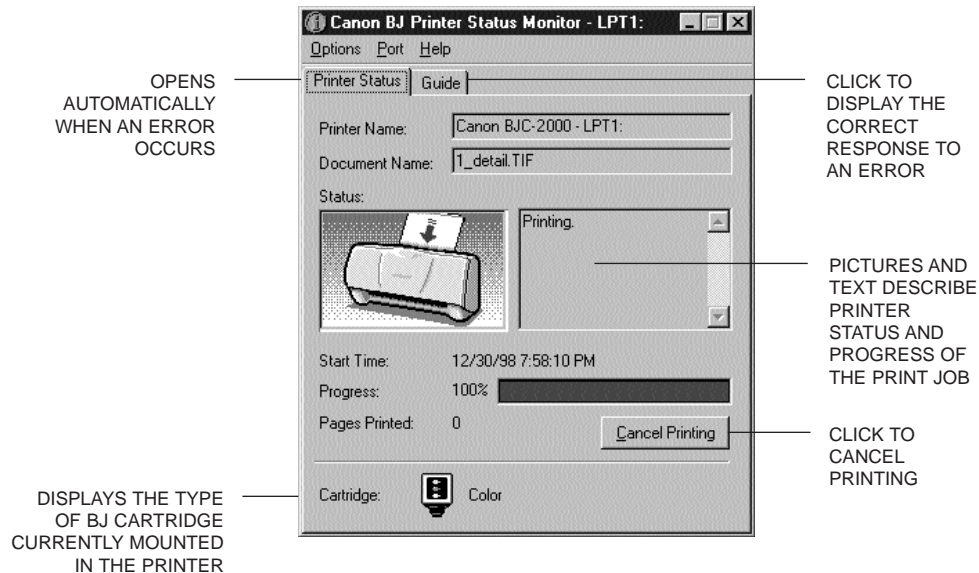 Canon BJ Printer Status Monitor - LPT1:
Options Port Help
Printer Status Guide
OPENS
AUTOMATICALLY
WHEN AN ERROR
OCCURS
CLICK TO
DISPLAY THE
CORRECT
RESPONSE TO
AN ERROR
Printer Name: Canon BJC-2000 - LPT1:
Document Name: 1_detail.TIF
Status:
Printing.
PICTURES AND
TEXT DESCRIBE
PRINTER
STATUS AND
PROGRESS OF
THE PRINT JOB
Start Time: 12/30/98 7:58:10 PM
Progress: 100%
Pages Printed: 0
Cancel Printing
CLICK TO
CANCEL
PRINTING
Cartridge: Color
DISPLAYS THE TYPE
OF BJ CARTRIDGE
CURRENTLY MOUNTED
IN THE PRINTER